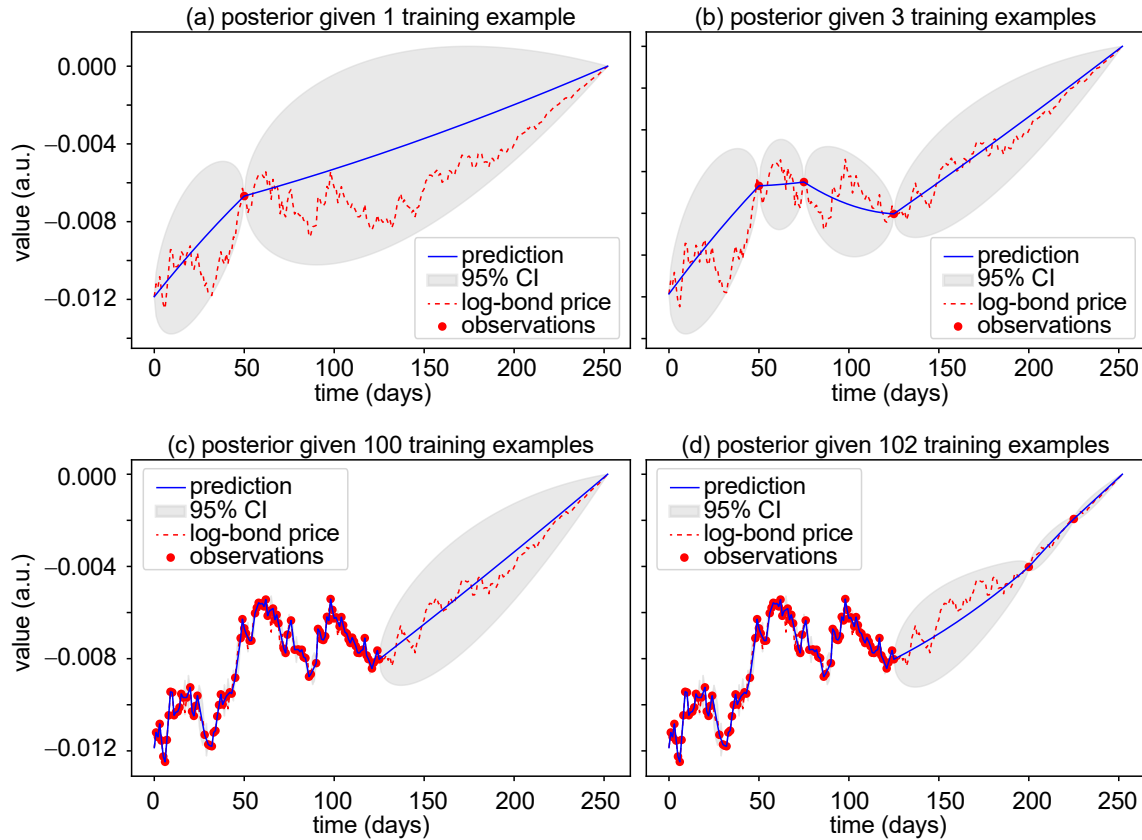 (a) posterior given 1 training example
(b) posterior given 3 training examples
0.000
−0.004
−0.008
−0.012
value (a.u.)
prediction
95% CI
log-bond price
observations
prediction
95% CI
log-bond price
observations
0 50 100 150 200 250
0 50 100 150 200 250
time (days)
time (days)
(c) posterior given 100 training examples
(d) posterior given 102 training examples
0.000
−0.004
−0.008
−0.012
value (a.u.)
prediction
95% CI
log-bond price
observations
prediction
95% CI
log-bond price
observations
0 50 100 150 200 250
0 50 100 150 200 250
time (days)
time (days)